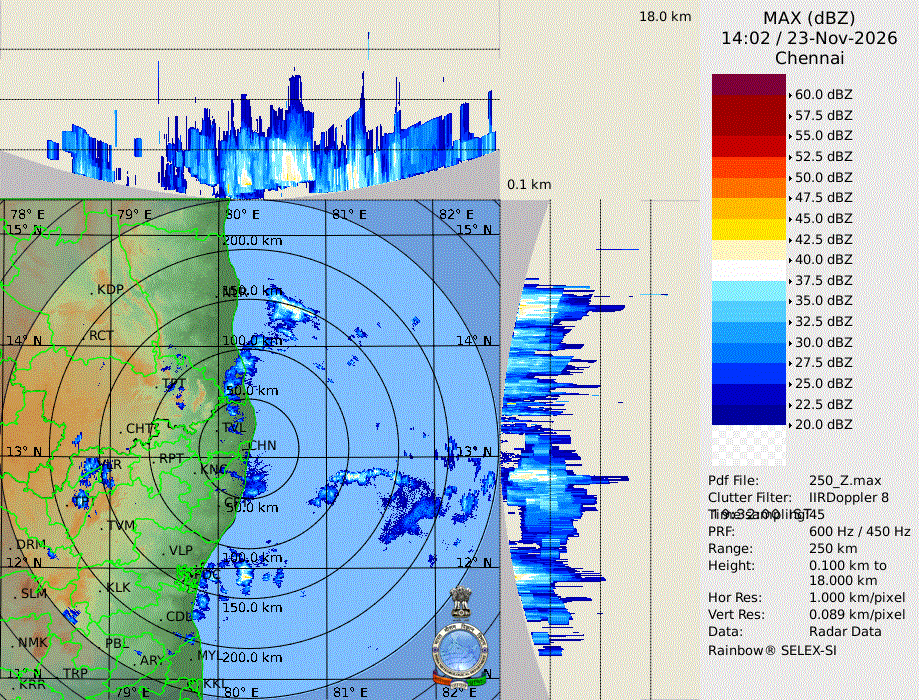 18.0 km
0.1 km
MAX (dBZ)
14:02 / 23-Nov-2026
Chennai
60.0 dBZ
57.5 dBZ
55.0 dBZ
52.5 dBZ
50.0 dBZ
47.5 dBZ
45.0 dBZ
42.5 dBZ
40.0 dBZ
37.5 dBZ
35.0 dBZ
32.5 dBZ
30.0 dBZ
27.5 dBZ
25.0 dBZ
22.5 dBZ
20.0 dBZ
Pdf File: 250_Z.max
Clutter Filter: IIRDoppler 8
Time Sampling: 45
PRF: 600 Hz / 450 Hz
Range: 250 km
Height: 0.100 km to
18.000 km
Hor Res: 1.000 km/pixel
Vert Res: 0.089 km/pixel
Data: Radar Data
Rainbow® SELEX-SI
78° E 79° E 80° E 81° E 82° E
15° N 15° N
200.0 km
KDP
150.0 km
RCT
14° N 100.0 km 14° N
TPT 50.0 km
CHT TVL
CHN
13° N RPT 13° N
KNC
50.0 km
TVM
DRM VLP 100.0 km
12° N 12° N
SLM KLK
150.0 km
CDL
NMK PBL
ARY MYL 200.0 km
TRP
KRR KKL
79° E 80° E 81° E 82° E